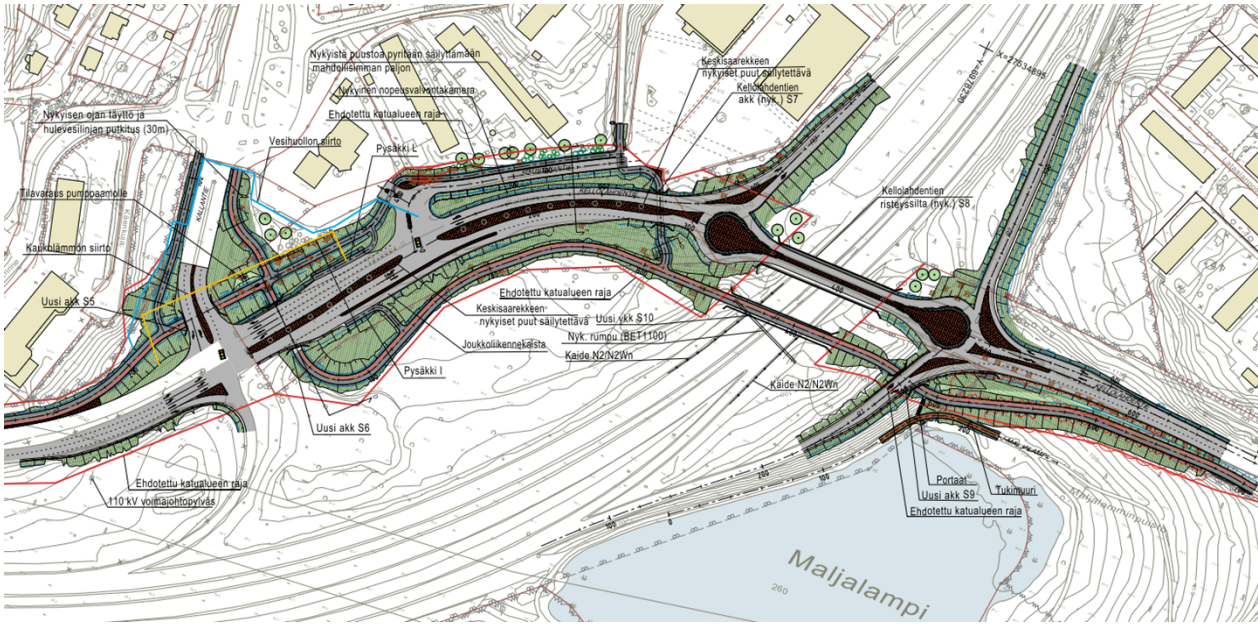 Nykyistä puustoa pyritään säilyttämään
mahdollisimman paljon
Nykyinen nopeusvalvontakamera
Ehdotettu katualueen raja
Pysäkki L
Keskisaarekkeen
nykyiset puut säilytettävä
Kellolahdentien
akk (nyk.) S7
X=27534895
Nykyisen ojan täyttö ja
hulevesilinjan putkitus (30m)
Vesihuollon siirto
Tilavaraus pumppaamolle
KALANTIE
Kaukolämmön siirto
Uusi akk S5
Kellolahdentien
risteyssilta (nyk.) S8
Ehdotettu katualueen raja
Keskisaarekkeen
nykyiset puut säilytettävä
Uusi ykk S10
Nyk. rumpu (BET1100)
Joukkoliikennekaista
Kaide N2/N2Wn
Pysäkki I
Kaide N2/N2Wn
Uusi akk S6
Ehdotettu katualueen raja
110 kV voimajohtopylväs
Portaat
Tukimuuri
Uusi akk S9
Ehdotettu katualueen raja
Maljalamminpuisto
Maljalampi
260